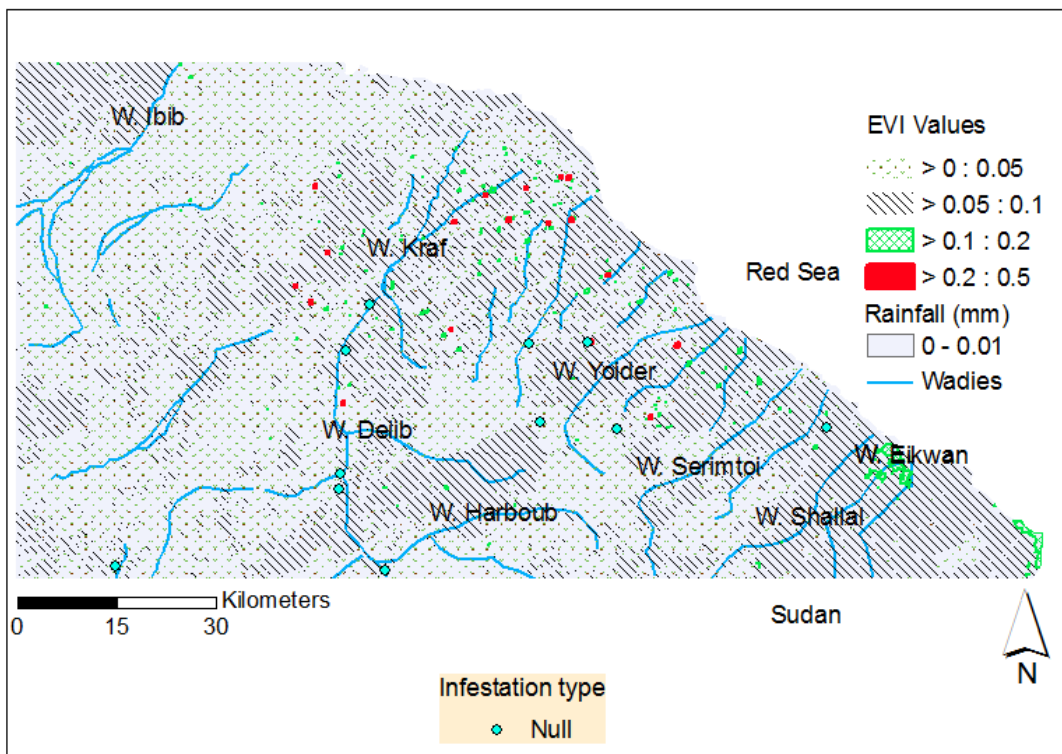 W. Ibib
EVI Values
> 0 : 0.05
> 0.05 : 0.1
> 0.1 : 0.2
> 0.2 : 0.5
W. Kraf
Red Sea
Rainfall (mm)
0 - 0.01
Wadies
W. Yoider
W. Delib
W. Eikwan
W. Serimtoi
W. Harboub
W. Shallal
Kilometers
0 15 30
Sudan
N
Infestation type
Null